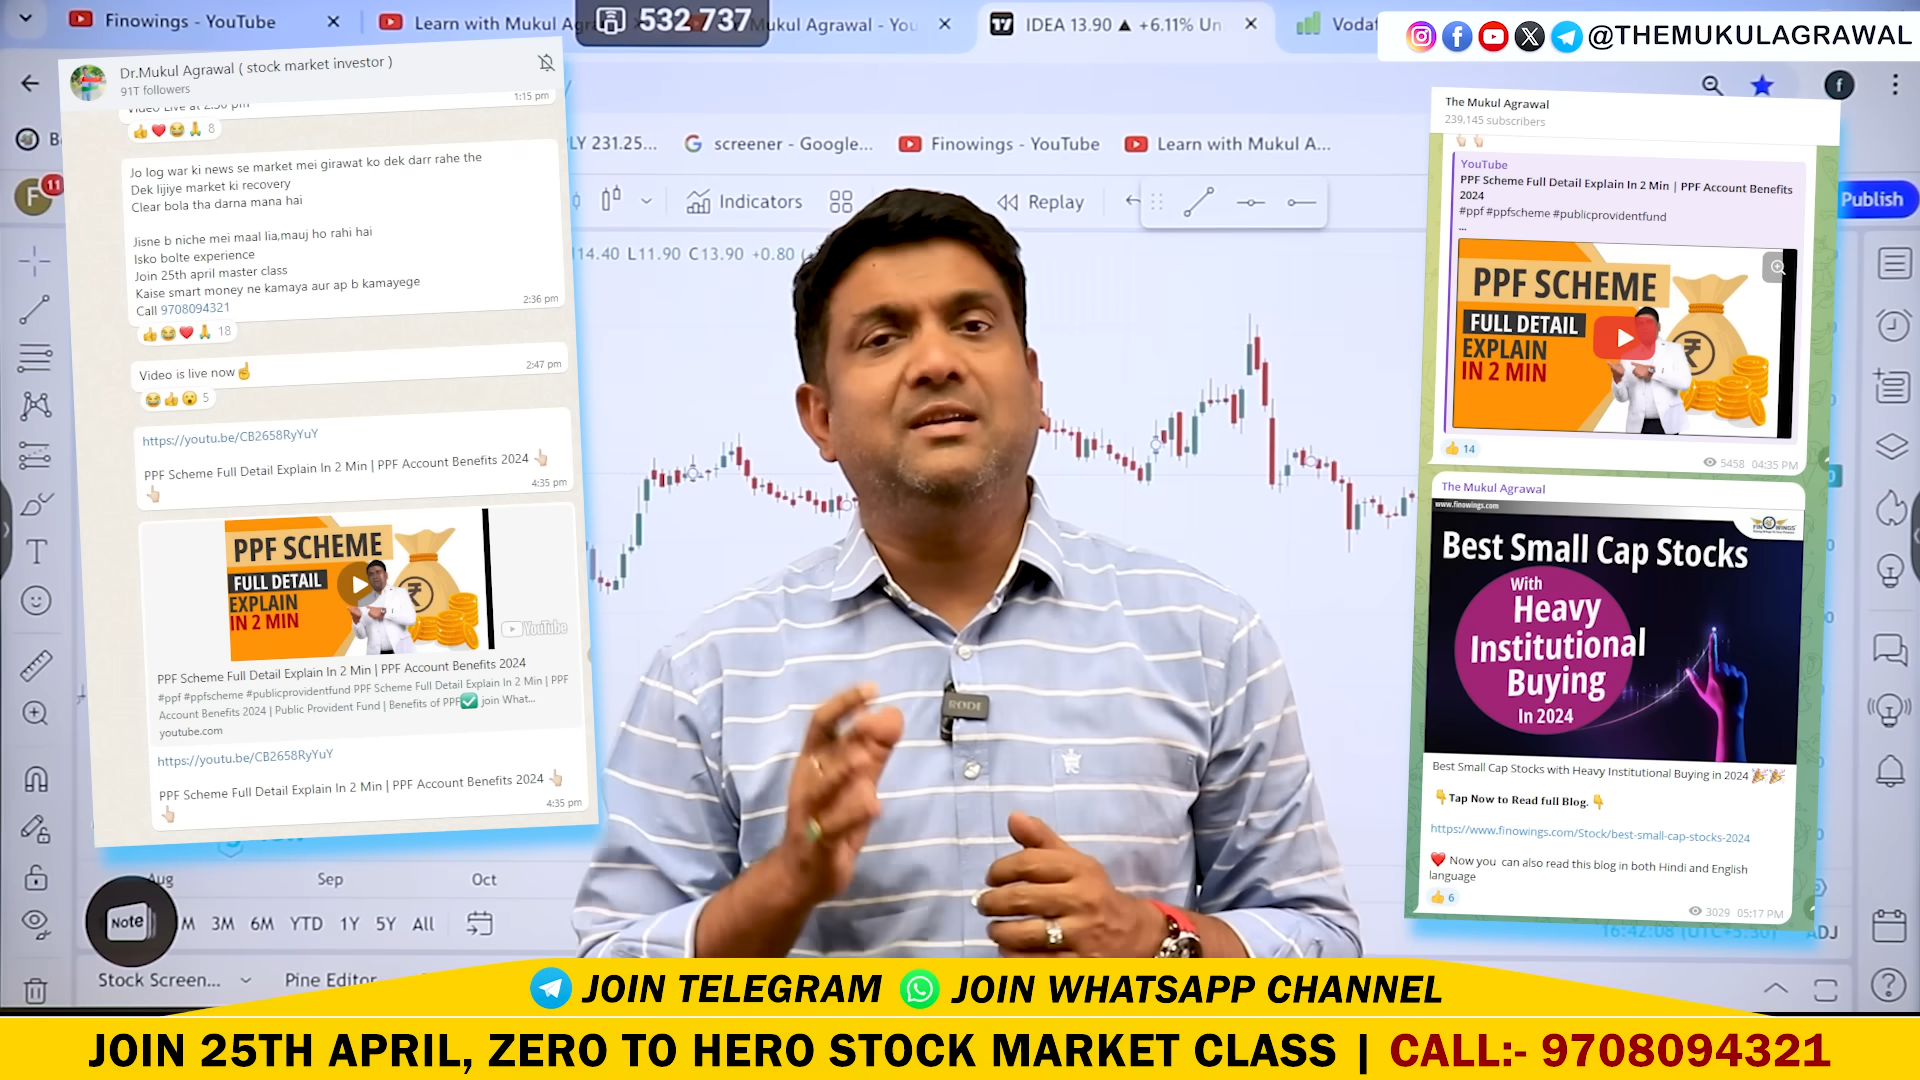 Finowings - YouTube
Learn with Mukul Agra
532 737
Mukul Agrawal - You
IDEA 13.90 ▲ +6.11% Un
Vodaf
@THEMUKULAGRAWAL
LY 231.25...
screener - Google...
Finowings - YouTube
Learn with Mukul A...
F
11
Indicators
Replay
Publish
14.40 L11.90 C13.90 +0.80
Dr.Mukul Agrawal ( stock market investor )
91T followers
1:15 pm
8
Jo log war ki news se market mei girawat ko dek darr rahe the
Dek lijiye market ki recovery
Clear bola tha darna mana hai
Jisne b niche mei maal lia,mauj ho rahi hai
Isko bolte experience
Join 25th april master class
Kaise smart money ne kamaya aur ap b kamayege
Call 9708094321
2:36 pm
18
Video is live now☝
2:47 pm
5
https://youtu.be/CB2658RyYuY
PPF Scheme Full Detail Explain In 2 Min | PPF Account Benefits 2024 👆🏻
👆🏻
4:35 pm
PPF SCHEME
FULL DETAIL
EXPLAIN
IN 2 MIN
YouTube
PPF Scheme Full Detail Explain In 2 Min | PPF Account Benefits 2024
#ppf #ppfscheme #publicprovidentfund PPF Scheme Full Detail Explain In 2 Min | PPF
Account Benefits 2024 | Public Provident Fund | Benefits of PPF✅ join What...
youtube.com
https://youtu.be/CB2658RyYuY
PPF Scheme Full Detail Explain In 2 Min | PPF Account Benefits 2024 👆🏻
👆🏻
4:35 pm
The Mukul Agrawal
239,145 subscribers
YouTube
PPF Scheme Full Detail Explain In 2 Min | PPF Account Benefits
2024
#ppf #ppfscheme #publicprovidentfund
...
PPF SCHEME
FULL DETAIL
EXPLAIN
IN 2 MIN
14
5458 04:35 PM
The Mukul Agrawal
www.finowings.com
FINOWINGS
Best Small Cap Stocks
With
Heavy
Institutional
Buying
In 2024
Best Small Cap Stocks with Heavy Institutional Buying in 2024 🎉🎉
👇Tap Now to Read full Blog. 👇
https://www.finowings.com/Stock/best-small-cap-stocks-2024
❤ Now you can also read this blog in both Hindi and English
language
6
3029 05:17 PM
RODE
16:42:08 (UTC+5:30)
ADJ
Aug
Sep
Oct
Note
M 3M 6M YTD 1Y 5Y All
Stock Screen...
Pine Editor
JOIN TELEGRAM
JOIN WHATSAPP CHANNEL
JOIN 25TH APRIL, ZERO TO HERO STOCK MARKET CLASS | CALL:- 9708094321